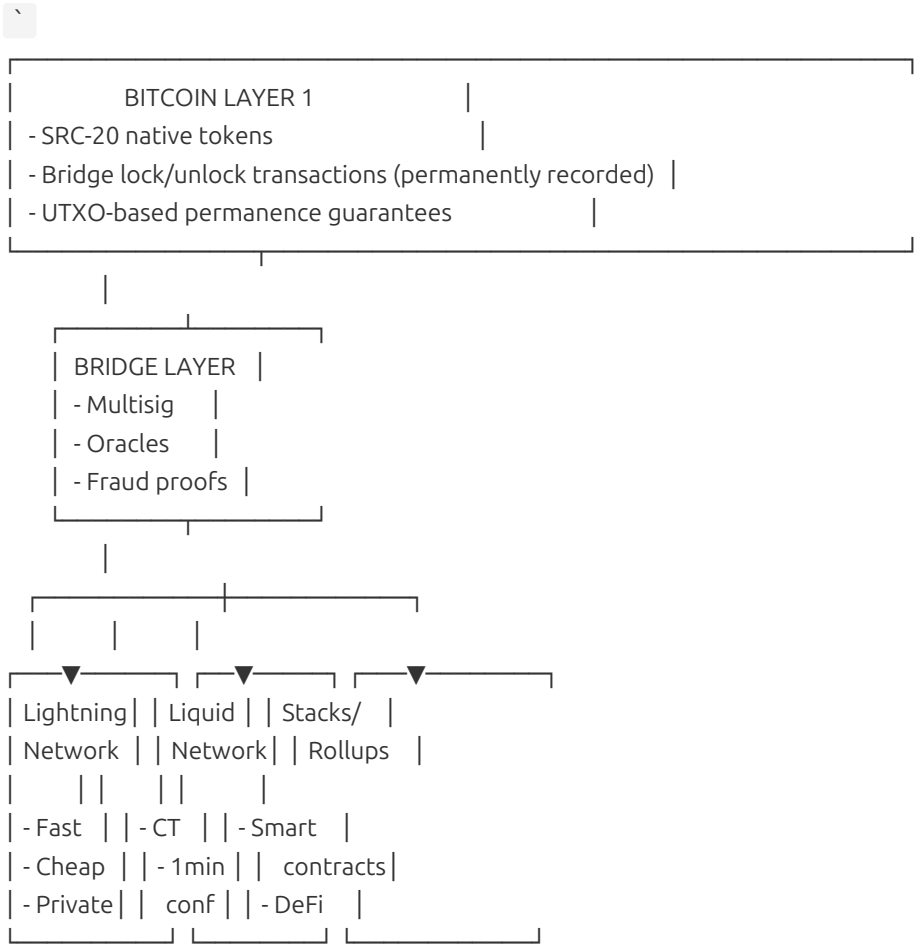 `
BITCOIN LAYER 1
- SRC-20 native tokens
- Bridge lock/unlock transactions (permanently recorded)
- UTXO-based permanence guarantees
BRIDGE LAYER
- Multisig
- Oracles
- Fraud proofs
Lightning Liquid Stacks/
Network Network Rollups
- Fast - CT - Smart
- Cheap - 1min contracts
- Private conf - DeFi